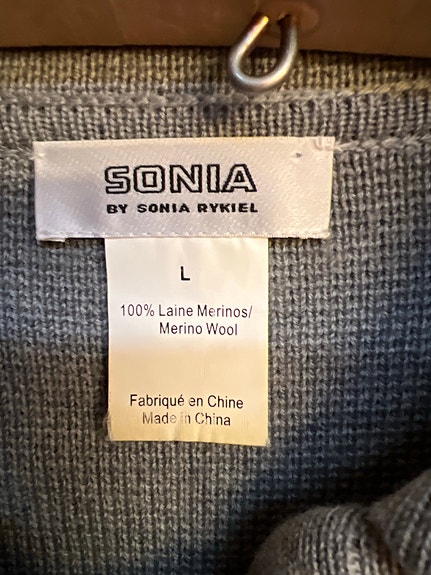 SONIA
BY SONIA RYKIEL
L
100% Laine Merinos/
Merino Wool
Fabriqué en Chine
Made in China